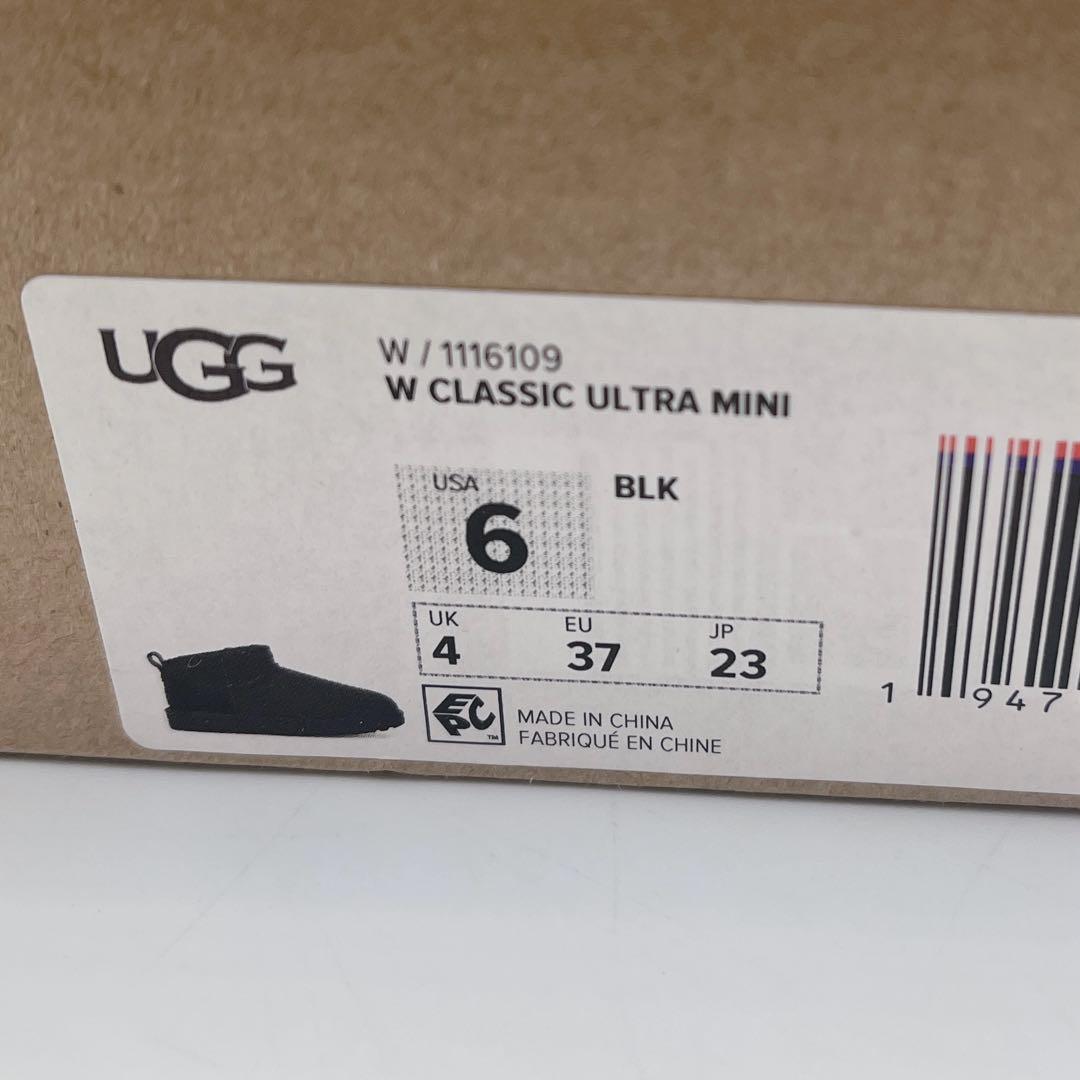 UGG
W / 1116109
W CLASSIC ULTRA MINI
USA
6
BLK
UK
4
EU
37
JP
23
EPC
TM
MADE IN CHINA
FABRIQUÉ EN CHINE
1 947